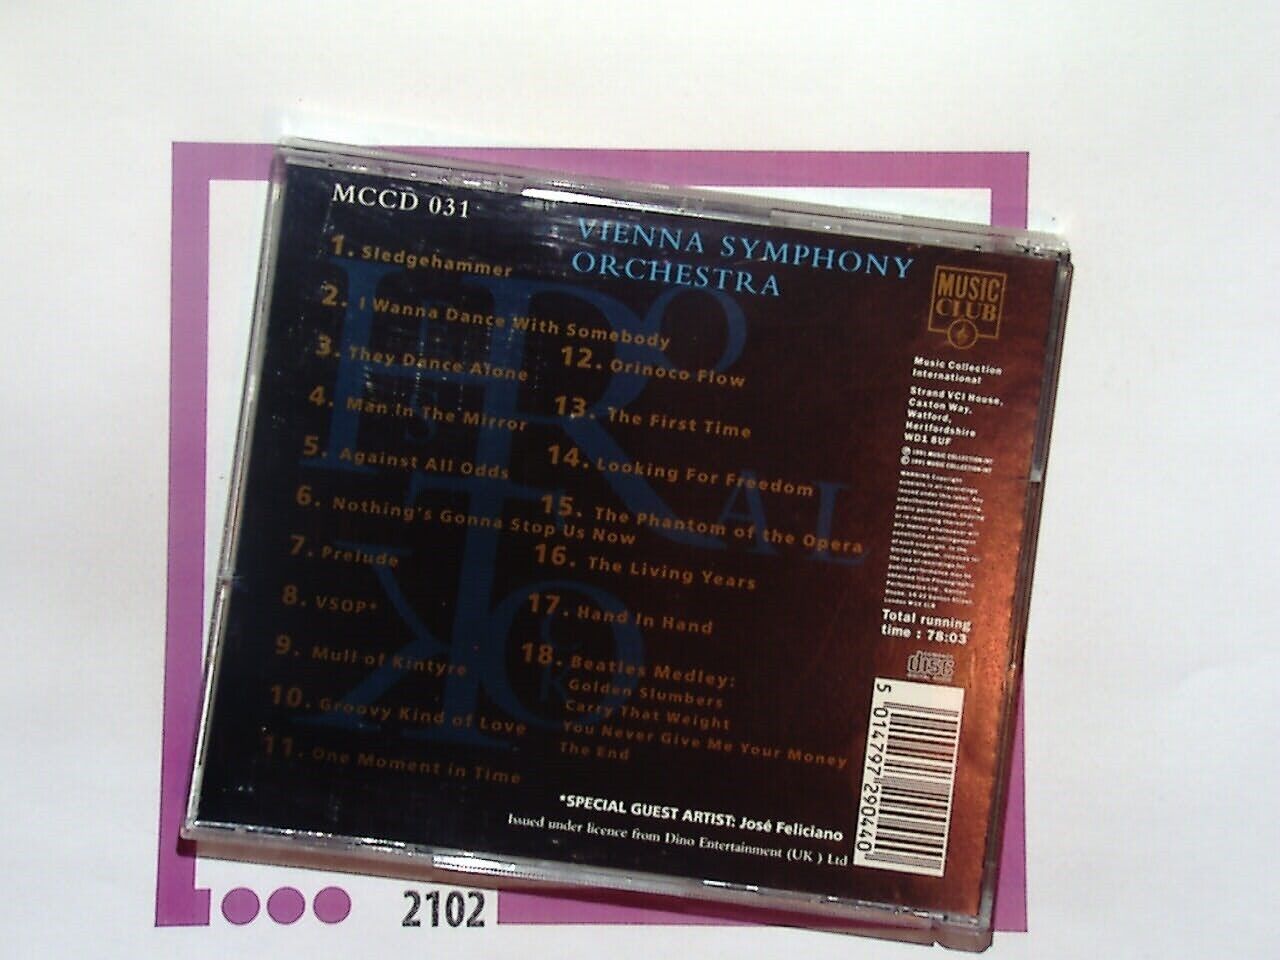 MCCD 031
VIENNA SYMPHONY
ORCHESTRA
1. Sledgehammer
2. I Wanna Dance With Somebody
3. They Dance Alone
4. Man In The Mirror
5. Against All Odds
6. Nothing's Gonna Stop Us Now
7. Prelude
8. VSOP*
9. Mull of Kintyre
10. Groovy Kind of Love
11. One Moment in Time
12. Orinoco Flow
13. The First Time
14. Looking For Freedom
15. The Phantom of the Opera
16. The Living Years
17. Hand In Hand
18. Beatles Medley:
Golden Slumbers
Carry That Weight
You Never Give Me Your Money
The End
*SPECIAL GUEST ARTIST: José Feliciano
Issued under licence from Dino Entertainment (UK ) Ltd
MUSIC
CLUB
Music Collection
International
Strand VCI House,
Caxton Way,
Watford,
Hertfordshire
WD1 8UF
Total running
time : 78:03
disc
5 014797 290440
2102